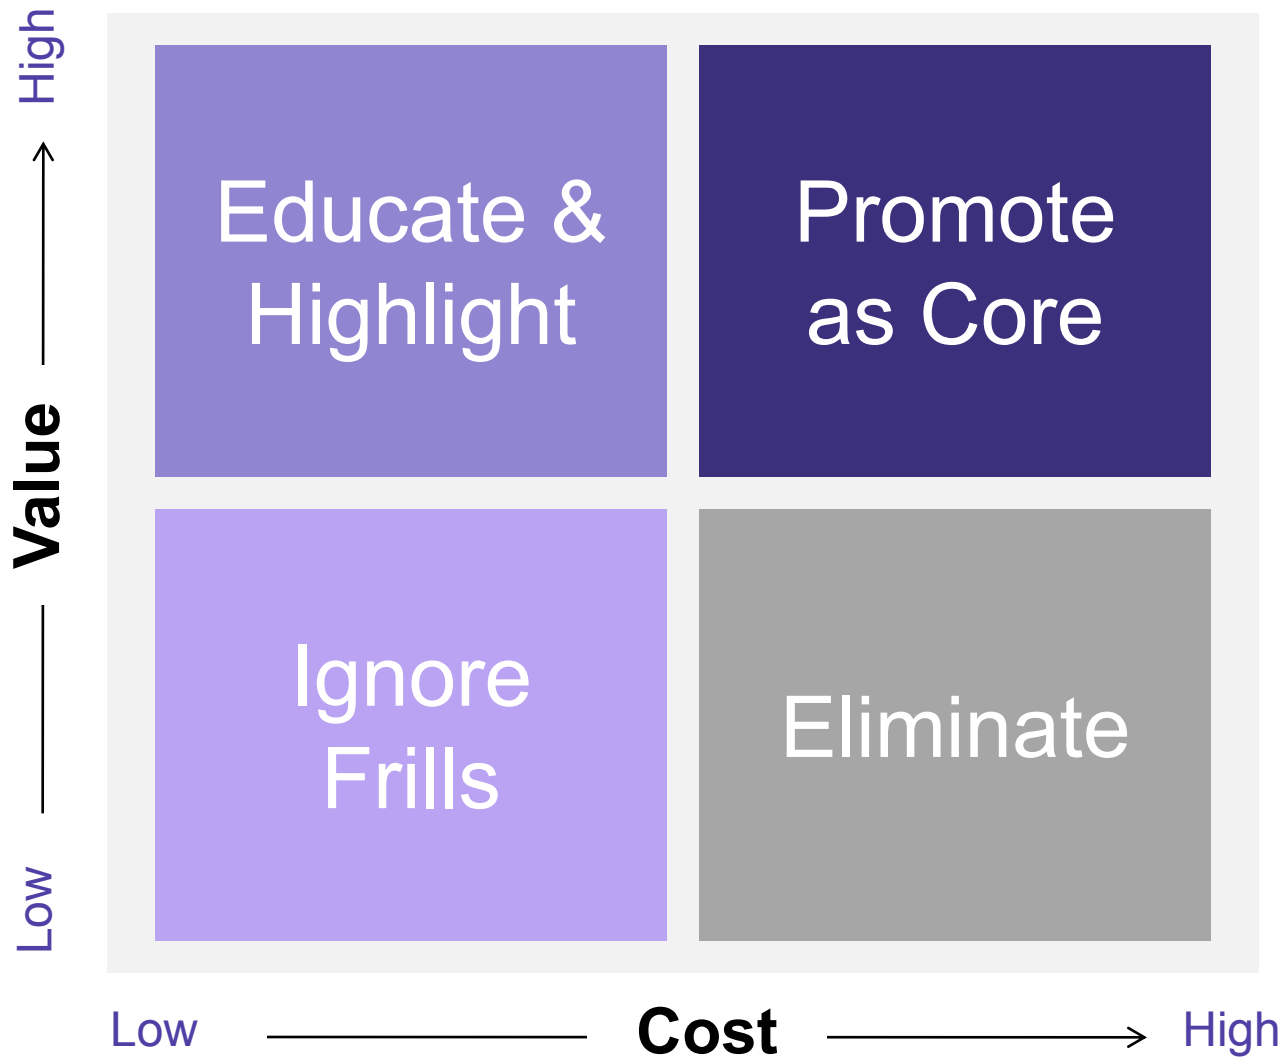 High
Educate &
Highlight
Promote
as Core
Value
Ignore
Frills
Eliminate
Low
Low
Cost
High